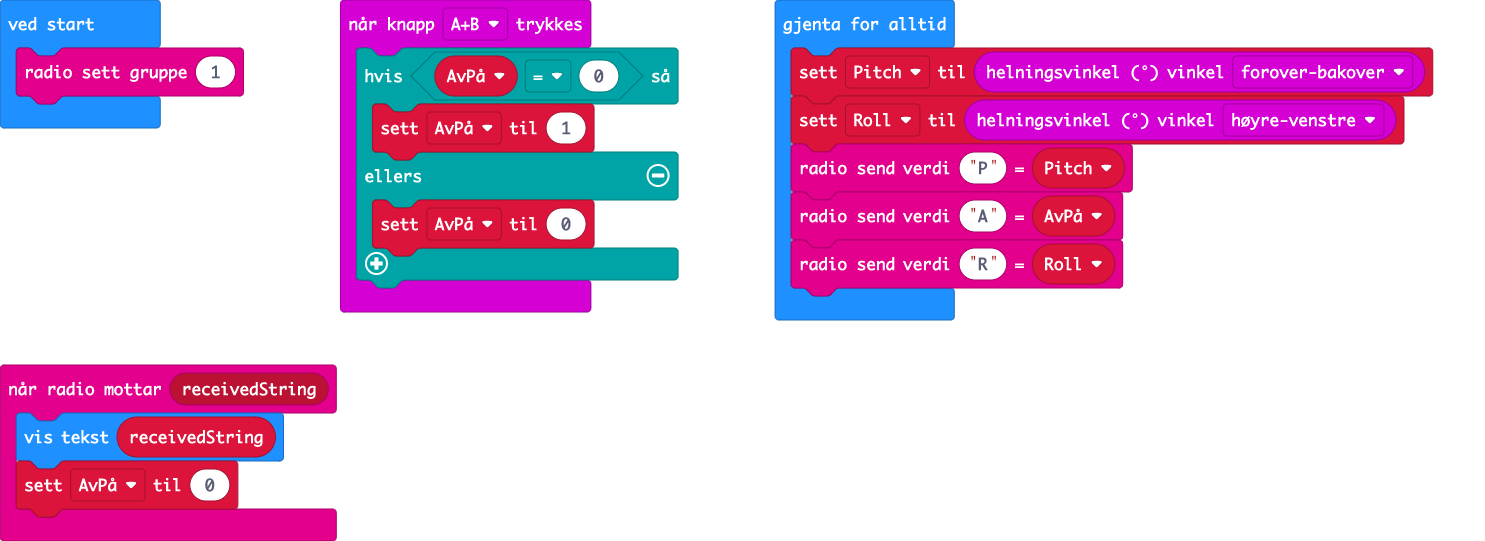 ved start
radio sett gruppe 1
når knapp A+B trykkes
hvis AvPå = 0 så
sett AvPå til 1
ellers
sett AvPå til 0
gjenta for alltid
sett Pitch til helningsvinkel (°) vinkel forover-bakover
sett Roll til helningsvinkel (°) vinkel høyre-venstre
radio send verdi "P" = Pitch
radio send verdi "A" = AvPå
radio send verdi "R" = Roll
når radio mottar receivedString
vis tekst receivedString
sett AvPå til 0